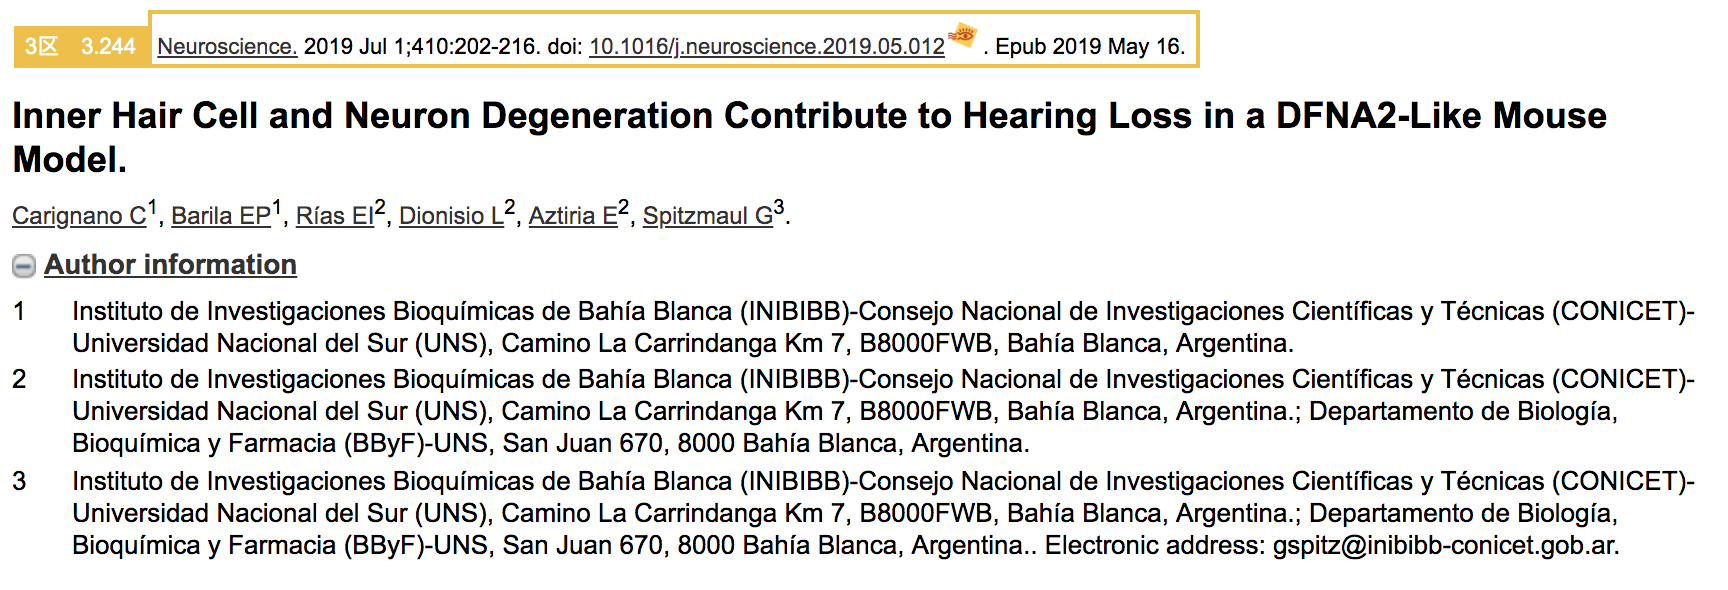 3区 3.244 Neuroscience. 2019 Jul 1;410:202-216. doi: 10.1016/j.neuroscience.2019.05.012 . Epub 2019 May 16.
Inner Hair Cell and Neuron Degeneration Contribute to Hearing Loss in a DFNA2-Like Mouse
Model.
Carignano C1, Barila EP1, Rías EI2, Dionisio L2, Aztiria E2, Spitzmaul G3.
Author information
1 Instituto de Investigaciones Bioquímicas de Bahía Blanca (INIBIBB)-Consejo Nacional de Investigaciones Científicas y Técnicas (CONICET)-
Universidad Nacional del Sur (UNS), Camino La Carrindanga Km 7, B8000FWB, Bahía Blanca, Argentina.
2 Instituto de Investigaciones Bioquímicas de Bahía Blanca (INIBIBB)-Consejo Nacional de Investigaciones Científicas y Técnicas (CONICET)-
Universidad Nacional del Sur (UNS), Camino La Carrindanga Km 7, B8000FWB, Bahía Blanca, Argentina.; Departamento de Biología,
Bioquímica y Farmacia (BByF)-UNS, San Juan 670, 8000 Bahía Blanca, Argentina.
3 Instituto de Investigaciones Bioquímicas de Bahía Blanca (INIBIBB)-Consejo Nacional de Investigaciones Científicas y Técnicas (CONICET)-
Universidad Nacional del Sur (UNS), Camino La Carrindanga Km 7, B8000FWB, Bahía Blanca, Argentina.; Departamento de Biología,
Bioquímica y Farmacia (BByF)-UNS, San Juan 670, 8000 Bahía Blanca, Argentina.. Electronic address: gspitz@inibibb-conicet.gob.ar.